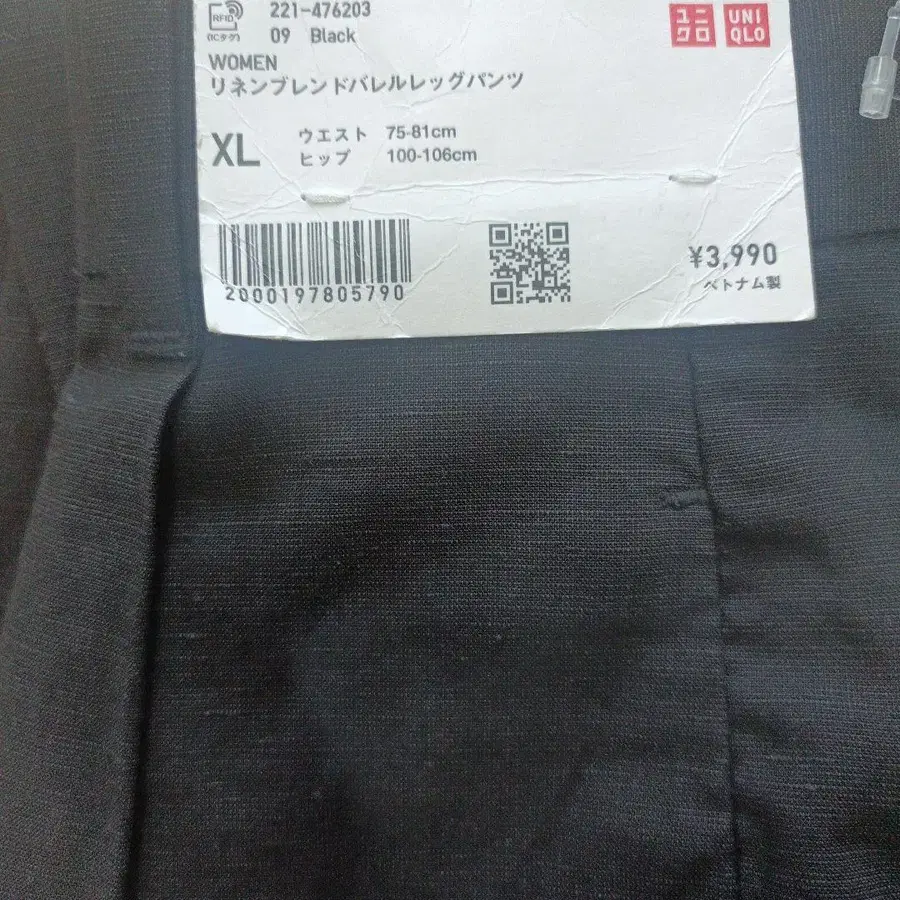 RFID
(ICタグ)
221-476203
09 Black
ユニ
クロ
UNI
QLO
WOMEN
リネンブレンドバレルレッグパンツ
XL
ウエスト 75-81cm
ヒップ 100-106cm
2000197805790
¥3,990
ベトナム製